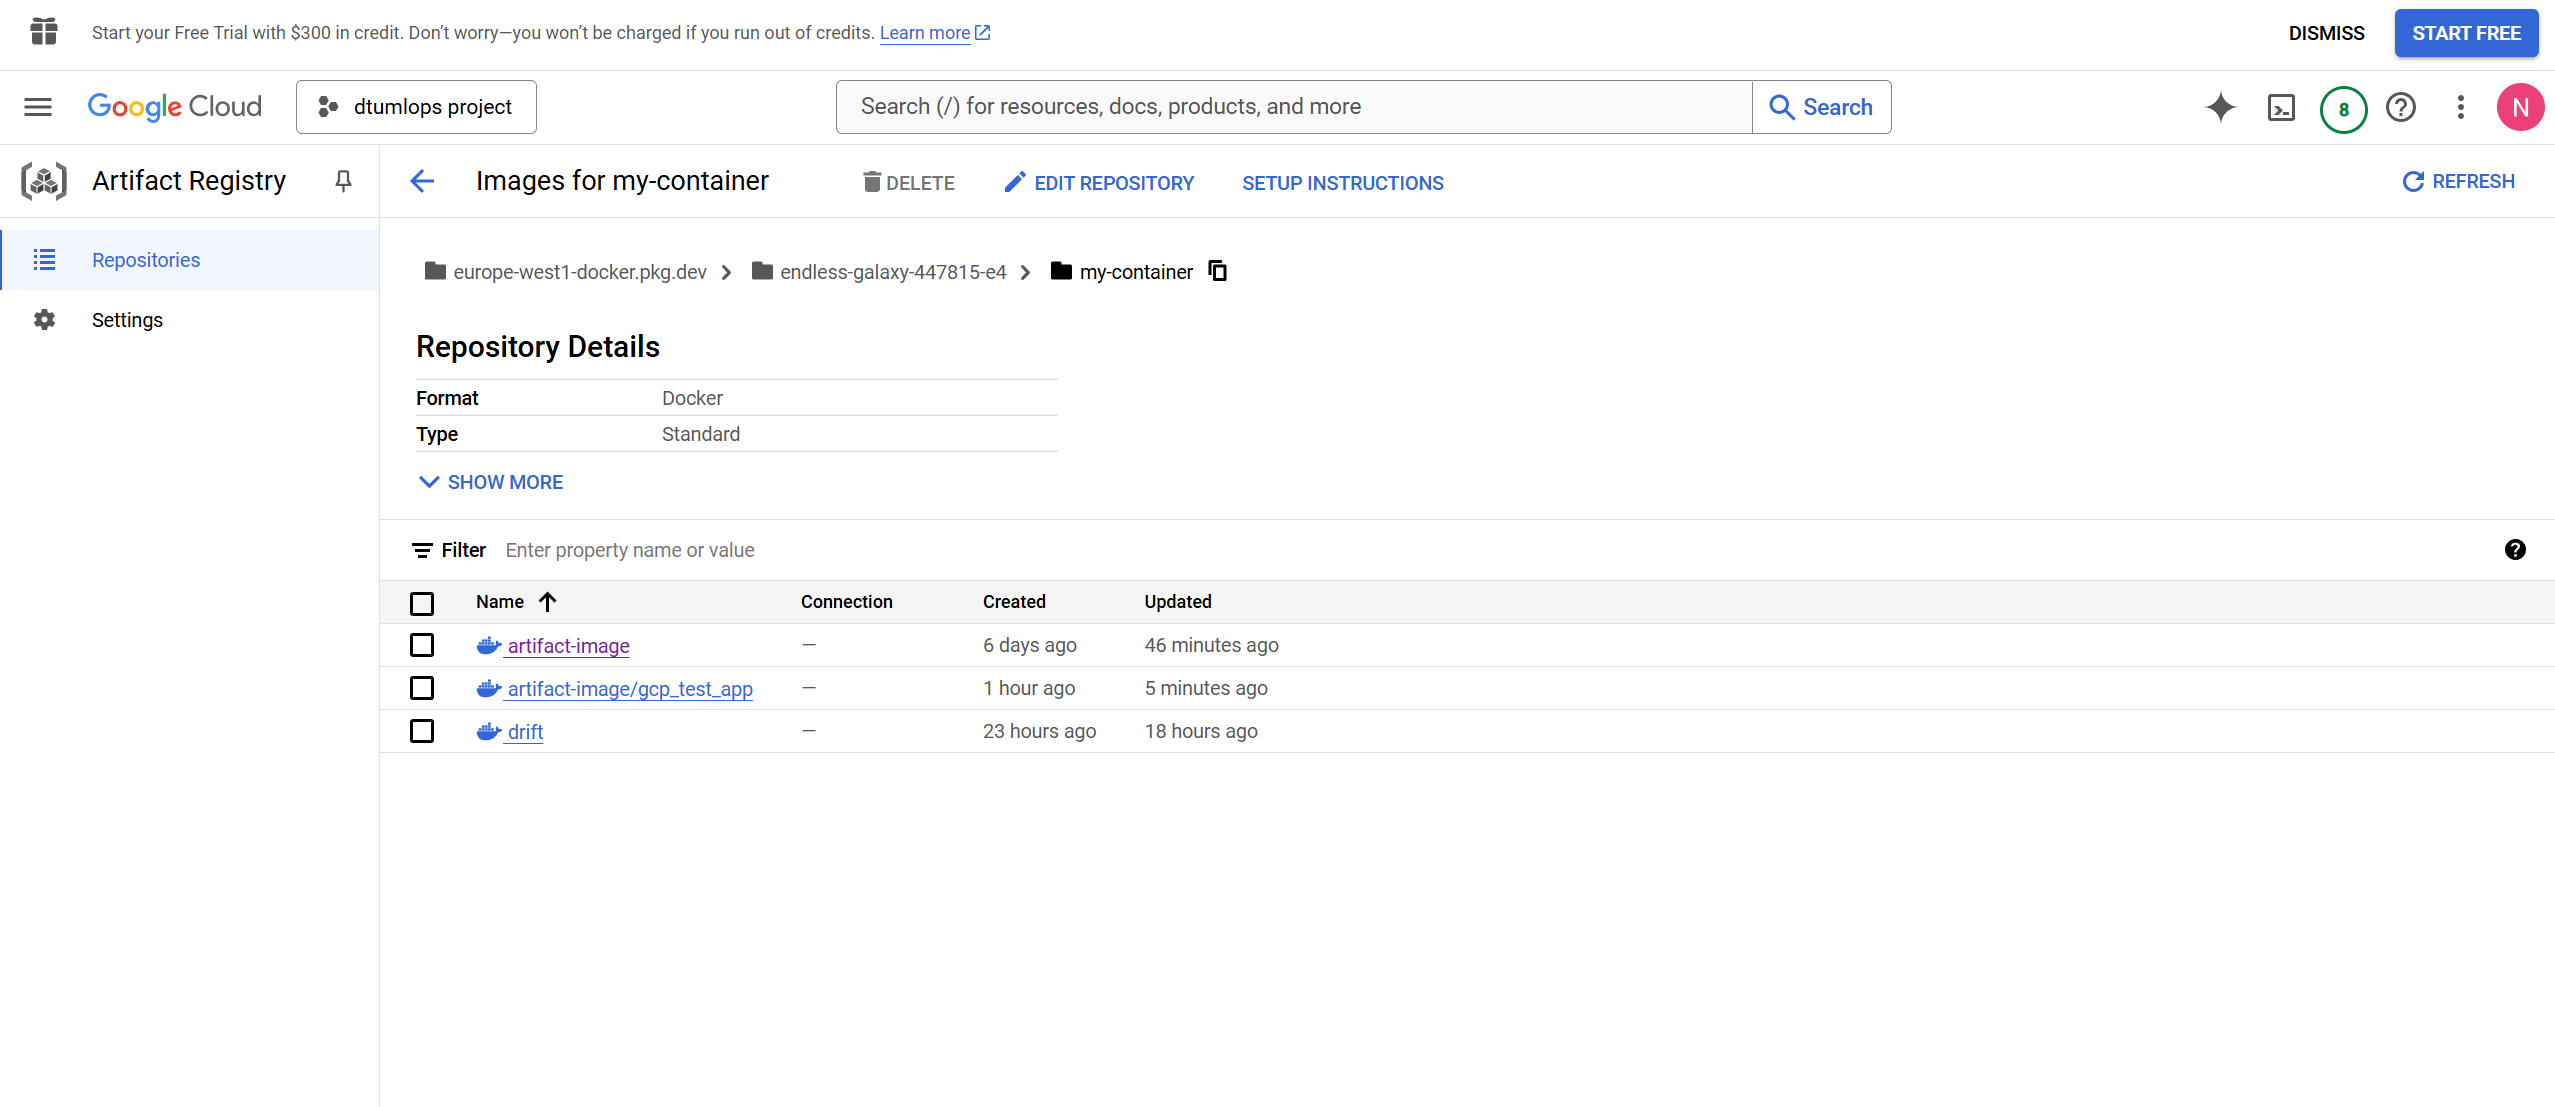 Start your Free Trial with $300 in credit. Don’t worry—you won’t be charged if you run out of credits. Learn more
DISMISS
START FREE
Google Cloud
dtumlops project
Search (/) for resources, docs, products, and more
Search
8
N
Artifact Registry
Images for my-container
DELETE
EDIT REPOSITORY
SETUP INSTRUCTIONS
REFRESH
Repositories
Settings
europe-west1-docker.pkg.dev
endless-galaxy-447815-e4
my-container
Repository Details
Format Docker
Type Standard
SHOW MORE
Filter Enter property name or value
Name Connection Created Updated
artifact-image — 6 days ago 46 minutes ago
artifact-image/gcp_test_app — 1 hour ago 5 minutes ago
drift — 23 hours ago 18 hours ago